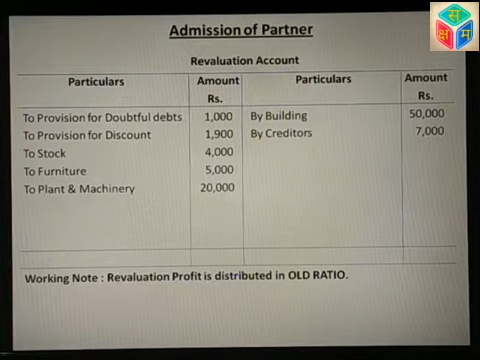 स
क्ष म
Admission of Partner
Revaluation Account
Particulars Amount Rs. Particulars Amount Rs.
To Provision for Doubtful debts 1,000 By Building 50,000
To Provision for Discount 1,900 By Creditors 7,000
To Stock 4,000
To Furniture 5,000
To Plant & Machinery 20,000
Working Note : Revaluation Profit is distributed in OLD RATIO.